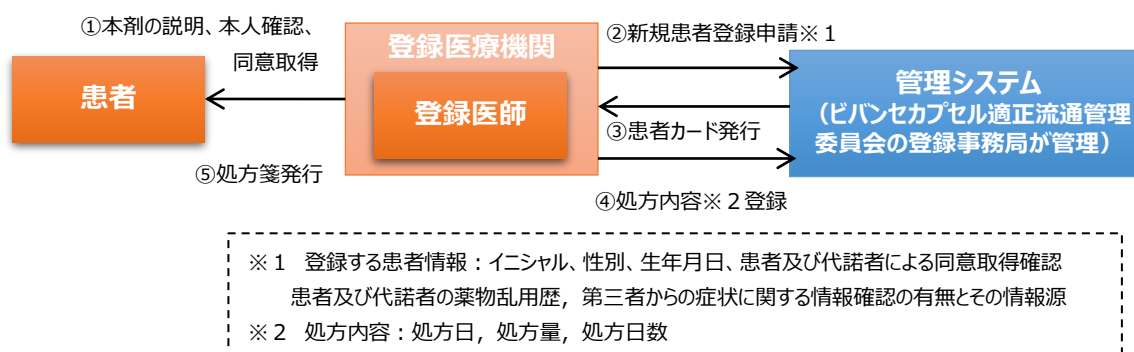 ①本剤の説明、本人確認、
同意取得
患者
登録医療機関
登録医師
②新規患者登録申請※１
管理システム
（ビバンセカプセル適正流通管理
委員会の登録事務局が管理）
③患者カード発行
⑤処方箋発行
④処方内容※２登録
※１　登録する患者情報：イニシャル、性別、生年月日、患者及び代諾者による同意取得確認
患者及び代諾者の薬物乱用歴，第三者からの症状に関する情報確認の有無とその情報源
※２　処方内容：処方日，処方量，処方日数